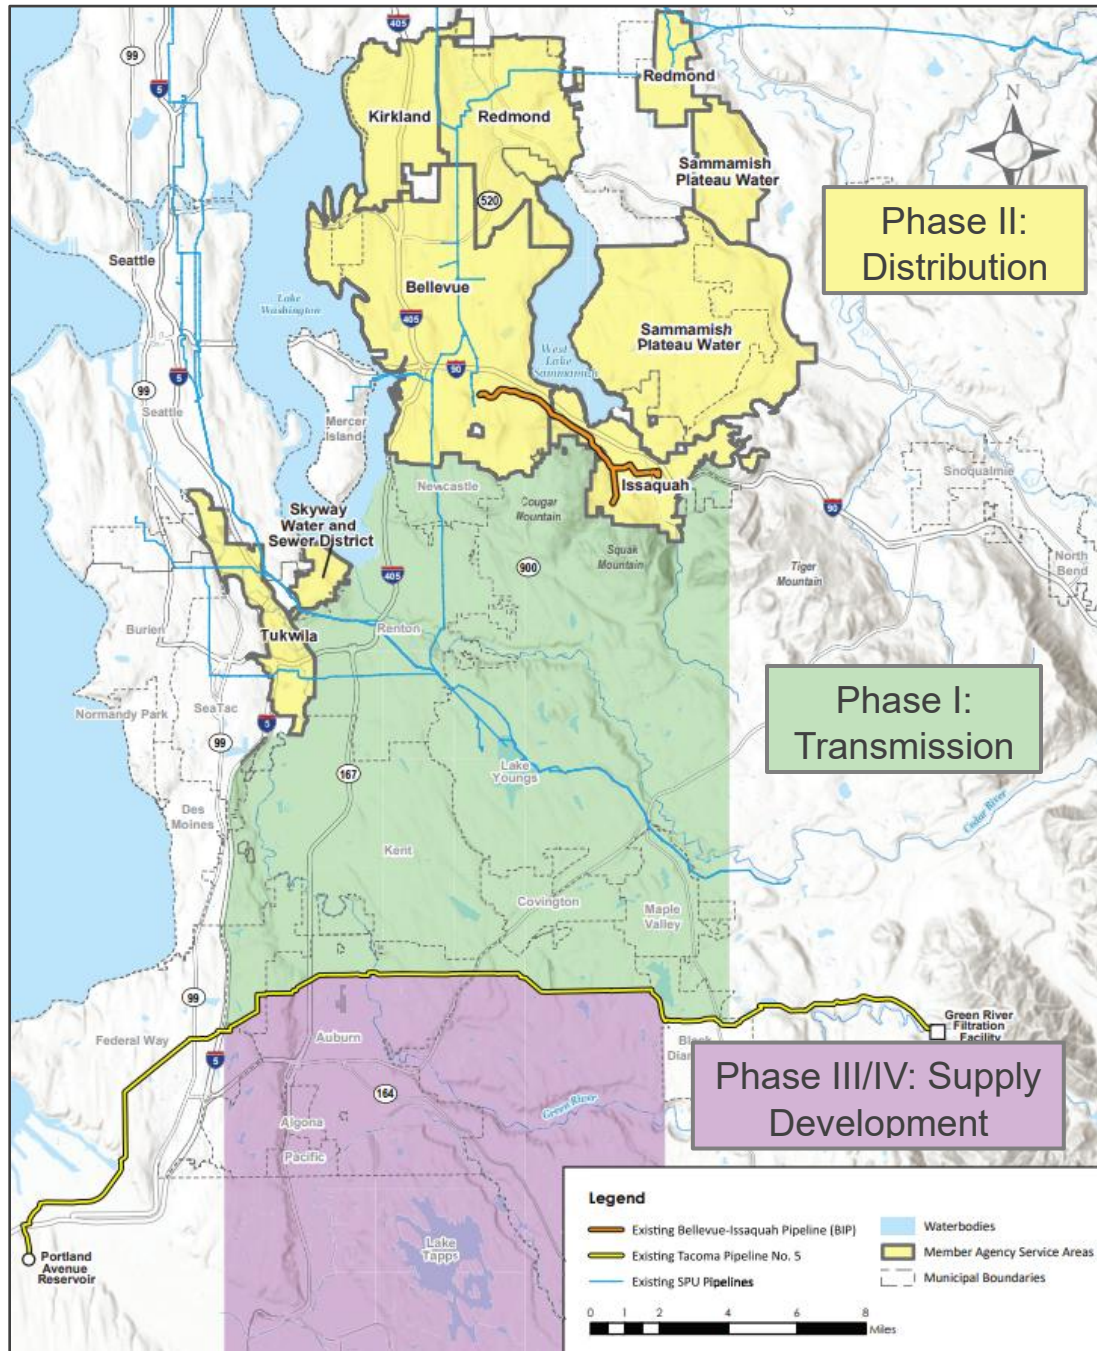 405
99
5
Redmond
Kirkland
Redmond
N
Sammamish
Plateau Water
520
Phase II:
Distribution
Seattle
Bellevue
Lake
Washington
405
Sammamish
Plateau Water
West
Lake
Sammamish
90
5
99
Seattle
Mercer
Island
Snoqualmie
Newcastle
Issaquah
Cougar
Mountain
90
Skyway
Water and
Sewer District
Squak
Mountain
900
405
Tiger
Mountain
North
Bend
Burien
Tukwila
Renton
Phase I:
Transmission
Normandy Park
SeaTac
5
99
167
Lake
Youngs
Des
Moines
Cedar River
Kent
Covington
Maple
Valley
99
Green River
Filtration
Facility
Federal Way
Auburn
Black
5
Phase III/IV: Supply
Development
164
Green River
Algona
Pacific
Lake
Tapps
Portland
Avenue
Reservoir
Legend
Existing Bellevue-Issaquah Pipeline (BIP)
Existing Tacoma Pipeline No. 5
Existing SPU Pipelines
Waterbodies
Member Agency Service Areas
Municipal Boundaries
0 1 2 4 6 8
Miles